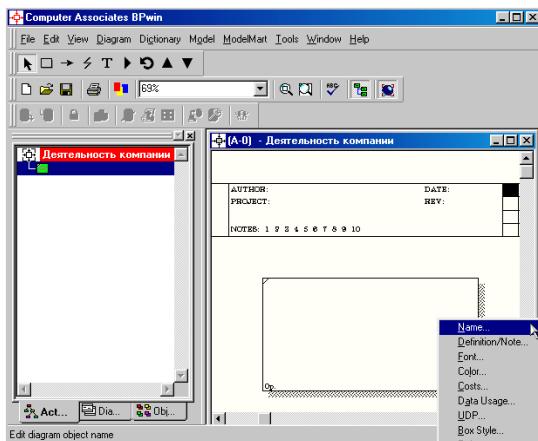 Computer Associates BPwin
File Edit View Diagram Dictionary Model ModelMart Tools Window Help
69%
ABC
Деятельность компании
(A-0) - Деятельность компании
AUTHOR: DATE:
PROJECT: REV:
NOTES: 1 2 3 4 5 6 7 8 9 10
0р.
Name...
Definition/Note...
Font...
Color...
Costs...
Data Usage...
UDP...
Box Style...
Act... Dia... Obj...
Edit diagram object name